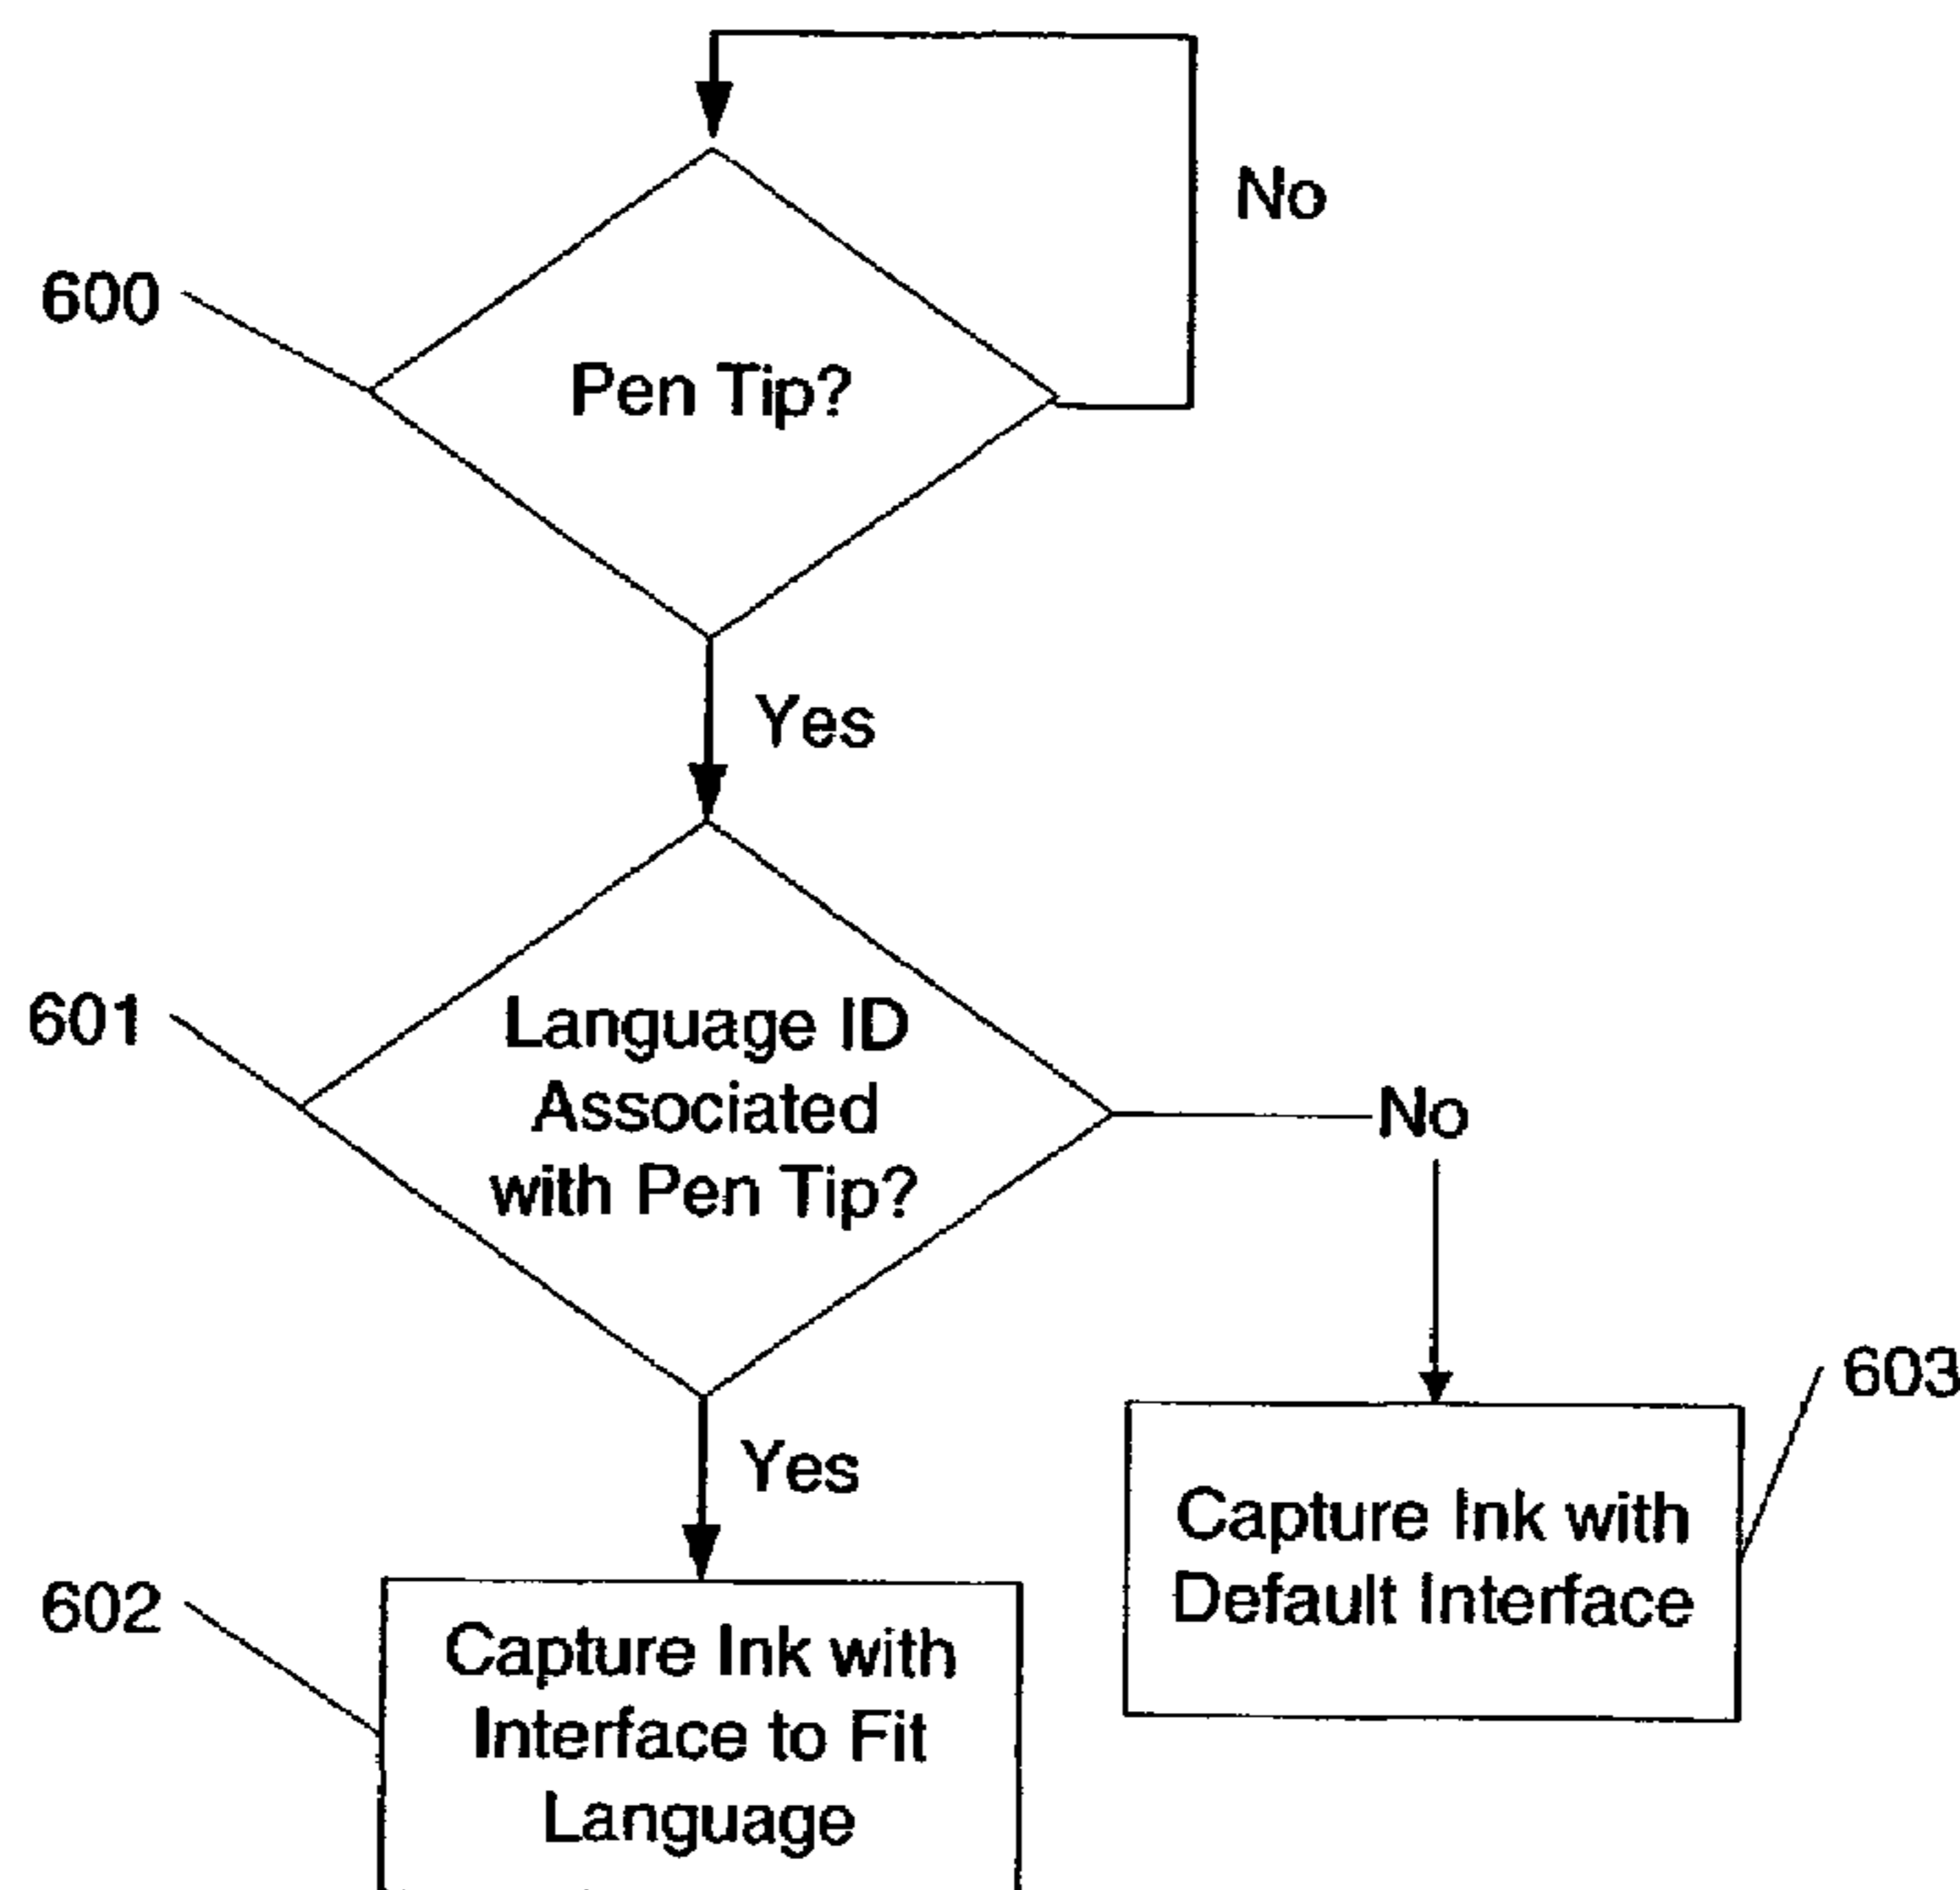 No
600
Pen Tip?
Yes
601
Language ID
Associated
with Pen Tip?
No
Yes
603
Capture Ink with
Default Interface
602
Capture Ink with
Interface to Fit
Language